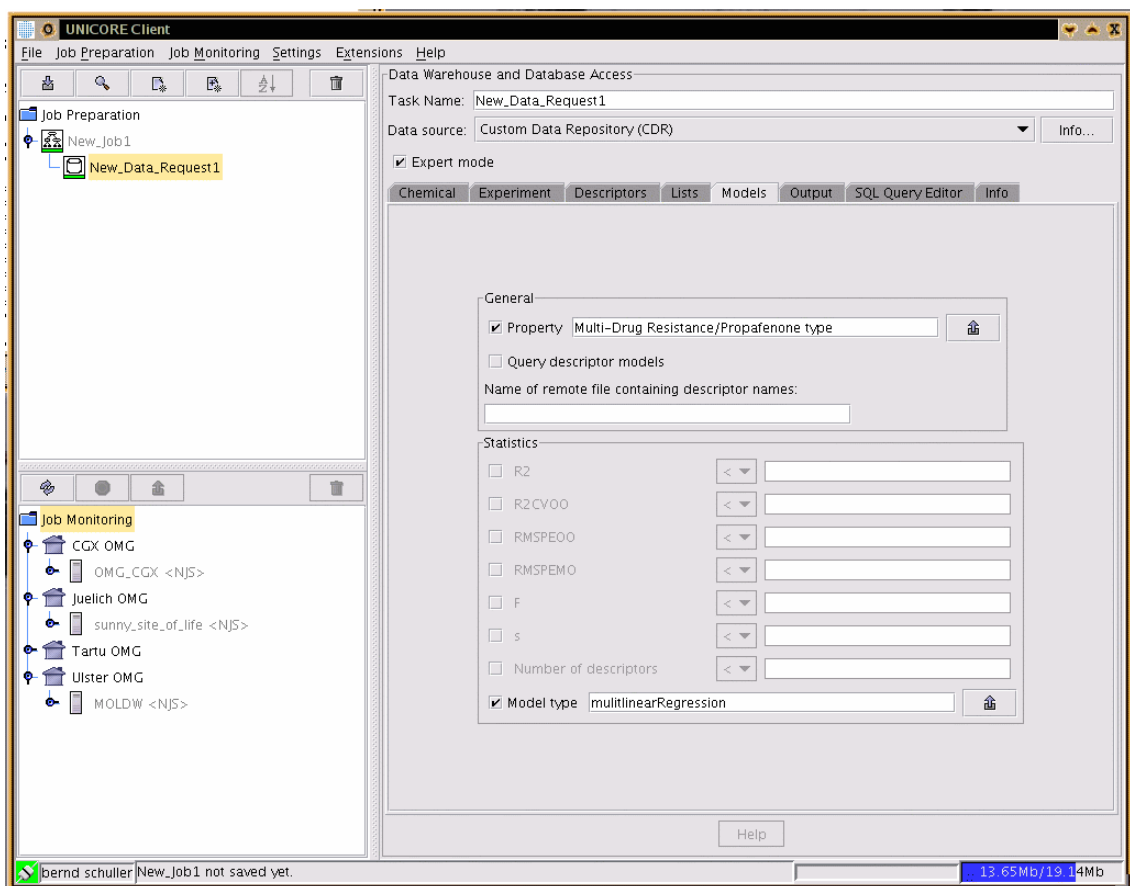 UNICORE Client
File Job Preparation Job Monitoring Settings Extensions Help
Job Preparation
New_Job1
New_Data_Request1
Job Monitoring
CGX OMG
OMG_CGX <NJS>
Juelich OMG
sunny_site_of_life <NJS>
Tartu OMG
Ulster OMG
MOLDW <NJS>
Data Warehouse and Database Access
Task Name: New_Data_Request1
Data source: Custom Data Repository (CDR) Info...
Expert mode
Chemical Experiment Descriptors Lists Models Output SQL Query Editor Info
General
Property Multi-Drug Resistance/Propafenone type
Query descriptor models
Name of remote file containing descriptor names:
Statistics
R2 <
R2CVOO <
RMSPEOO <
RMSPEMO <
F <
s <
Number of descriptors <
Model type mulitlinearRegression
Help
bernd schuller New_Job1 not saved yet. 13.65Mb/19.14Mb